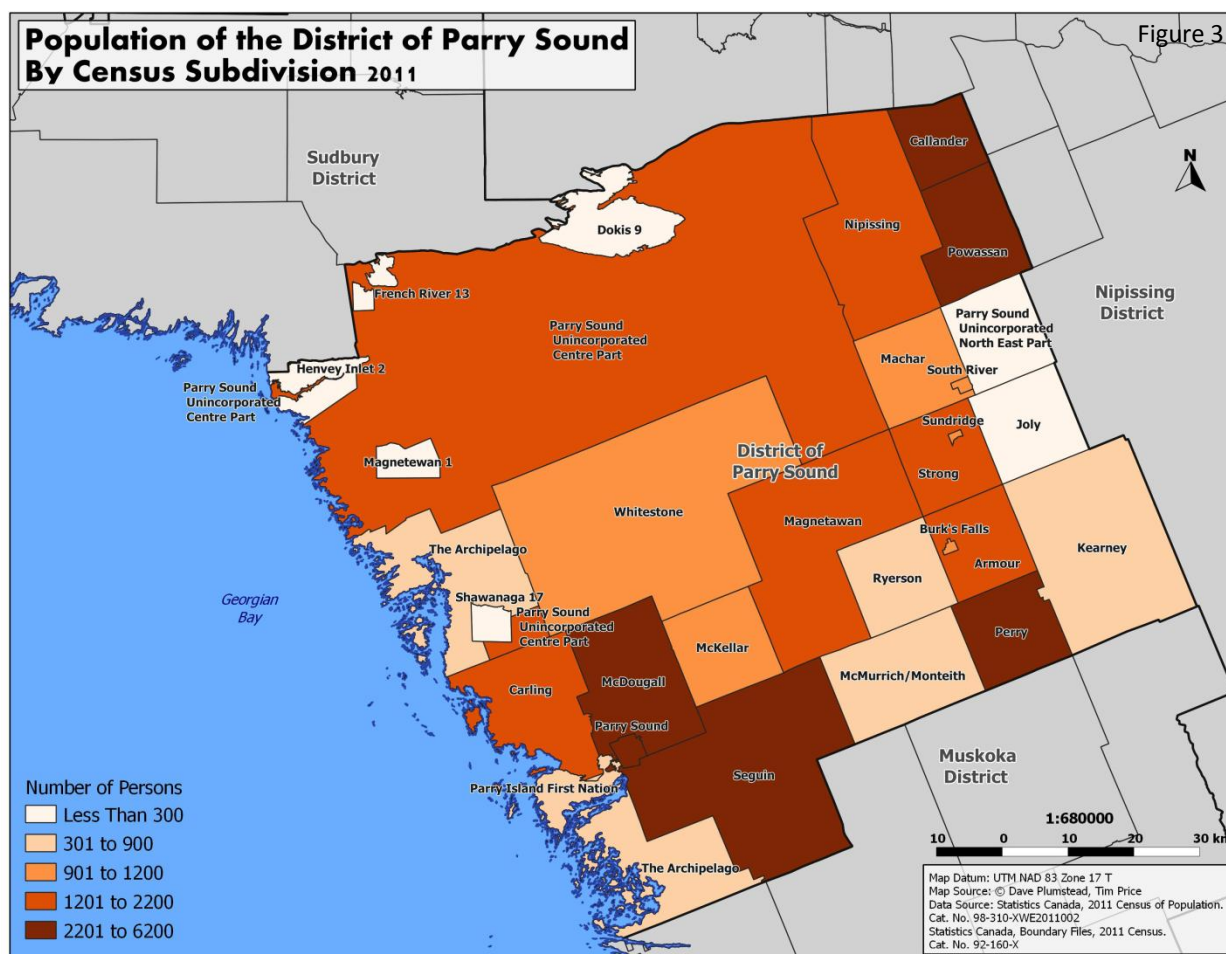 Population of the District of Parry Sound
By Census Subdivision 2011
Figure 3
N
Sudbury
District
Callander
Dokis 9
Nipissing
Powassan
French River 13
Nipissing
District
Parry Sound
Unincorporated
North East Part
Parry Sound
Unincorporated
Centre Part
Machar
South River
Henvey Inlet 2
Parry Sound
Unincorporated
Centre Part
Sundridge
Joly
Magnetewan 1
District of
Parry Sound
Strong
Whitestone
Magnetawan
Burk's Falls
Armour
Kearney
The Archipelago
Ryerson
Georgian
Bay
Shawanaga 17
Parry Sound
Unincorporated
Centre Part
Perry
McKellar
McMurrich/Monteith
Carling
McDougall
Parry Sound
Seguin
Muskoka
District
Parry Island First Nation
The Archipelago
Number of Persons
Less Than 300
301 to 900
901 to 1200
1201 to 2200
2201 to 6200
1:680000
10 0 10 20 30 km
Map Datum: UTM NAD 83 Zone 17 T
Map Source: © Dave Plumstead, Tim Price
Data Source: Statistics Canada, 2011 Census of Population.
Cat. No. 98-310-XWE2011002
Statistics Canada, Boundary Files, 2011 Census.
Cat. No. 92-160-X